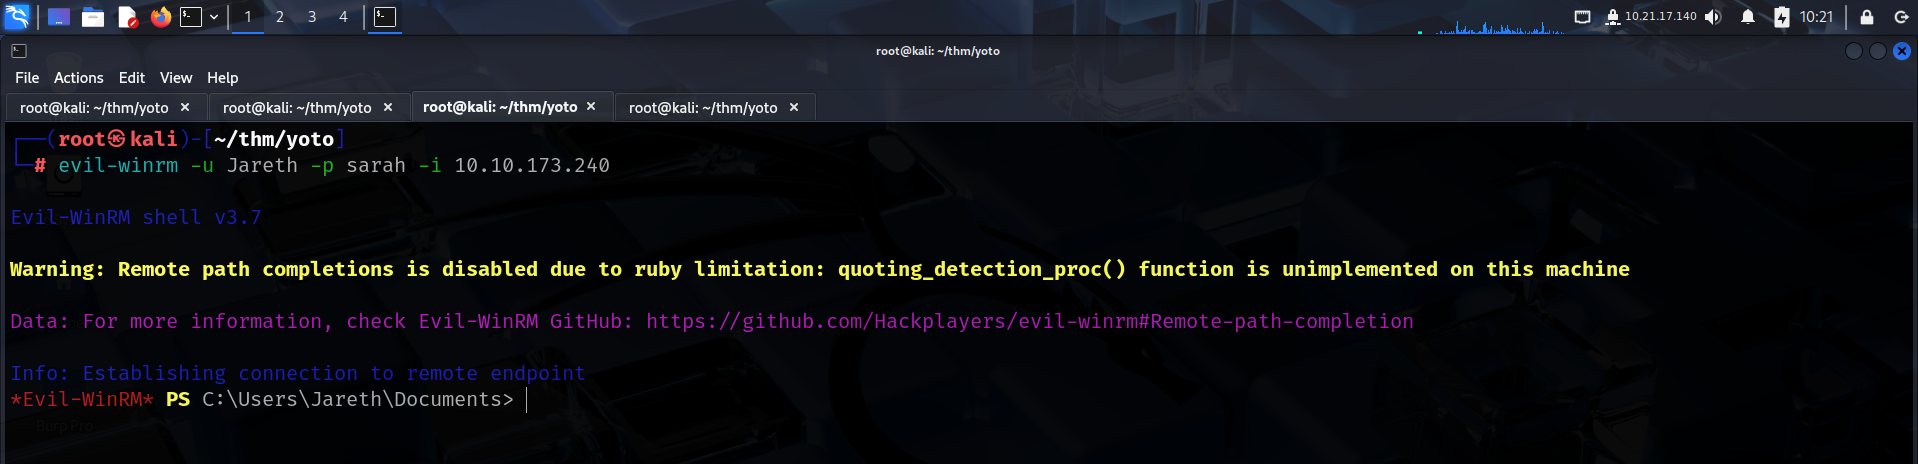 1 2 3 4 10.21.17.140 10:21
root@kali: ~/thm/yoto
File Actions Edit View Help
root@kali: ~/thm/yoto root@kali: ~/thm/yoto root@kali: ~/thm/yoto root@kali: ~/thm/yoto
┌──(root㉿kali)-[~/thm/yoto]
└─# evil-winrm -u Jareth -p sarah -i 10.10.173.240
Evil-WinRM shell v3.7
Warning: Remote path completions is disabled due to ruby limitation: quoting_detection_proc() function is unimplemented on this machine
Data: For more information, check Evil-WinRM GitHub: https://github.com/Hackplayers/evil-winrm#Remote-path-completion
Info: Establishing connection to remote endpoint
*Evil-WinRM* PS C:\Users\Jareth\Documents>
Burp Pro